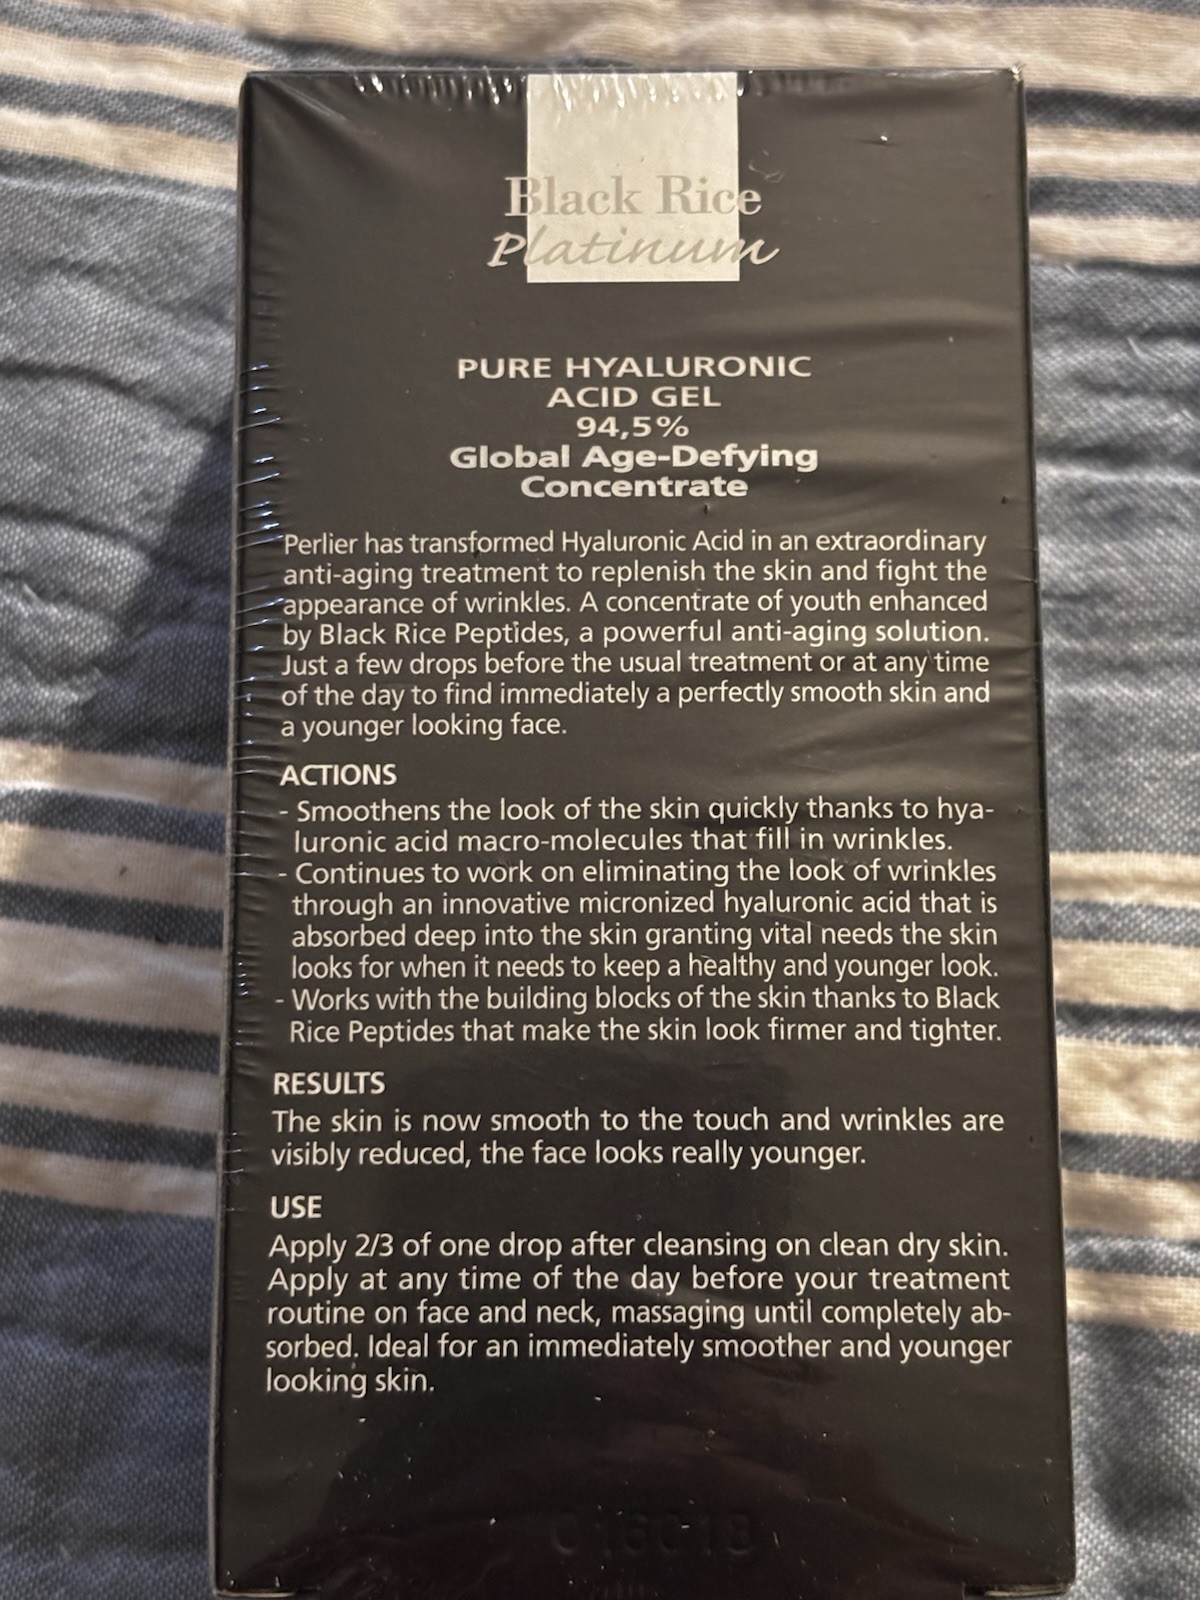 Black Rice
Platinum
PURE HYALURONIC
ACID GEL
94,5%
Global Age-Defying
Concentrate
Perlier has transformed Hyaluronic Acid in an extraordinary
anti-aging treatment to replenish the skin and fight the
appearance of wrinkles. A concentrate of youth enhanced
by Black Rice Peptides, a powerful anti-aging solution.
Just a few drops before the usual treatment or at any time
of the day to find immediately a perfectly smooth skin and
a younger looking face.
ACTIONS
- Smoothens the look of the skin quickly thanks to hya-
luronic acid macro-molecules that fill in wrinkles.
- Continues to work on eliminating the look of wrinkles
through an innovative micronized hyaluronic acid that is
absorbed deep into the skin granting vital needs the skin
looks for when it needs to keep a healthy and younger look.
- Works with the building blocks of the skin thanks to Black
Rice Peptides that make the skin look firmer and tighter.
RESULTS
The skin is now smooth to the touch and wrinkles are
visibly reduced, the face looks really younger.
USE
Apply 2/3 of one drop after cleansing on clean dry skin.
Apply at any time of the day before your treatment
routine on face and neck, massaging until completely ab-
sorbed. Ideal for an immediately smoother and younger
looking skin.